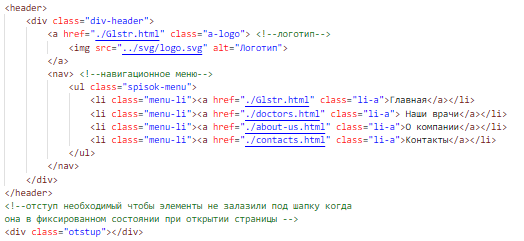 <header>
<div class="div-header">
<a href="./Glstr.html" class="a-logo"> <!--логотип-->
<img src="../svg/logo.svg" alt="Логотип">
</a>
<nav> <!--навигационное меню-->
<ul class="spisok-menu">
<li class="menu-li"><a href="./Glstr.html" class="li-a">Главная</a></li>
<li class="menu-li"><a href="./doctors.html" class="li-a"> Наши врачи</a></li>
<li class="menu-li"><a href="./about-us.html" class="li-a">О компании</a></li>
<li class="menu-li"><a href="./contacts.html" class="li-a">Контакты</a></li>
</ul>
</nav>
</div>
</header>
<!--отступ необходимый чтобы элементы не залазили под шапку когда
она в фиксированном состоянии при открытии страницы -->
<div class="otstup"></div>